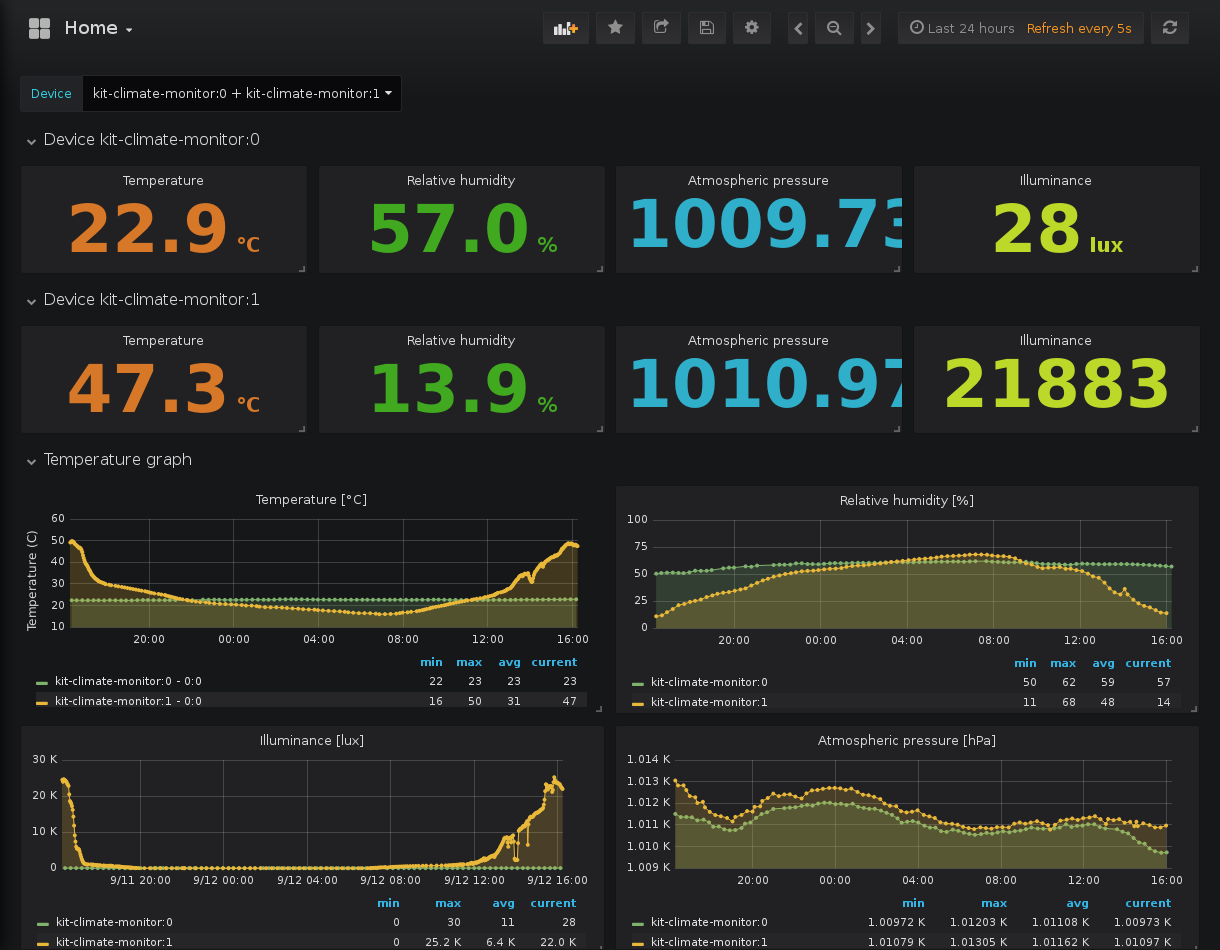 Home
Last 24 hours Refresh every 5s
Device kit-climate-monitor:0 + kit-climate-monitor:1
Device kit-climate-monitor:0
Temperature Relative humidity Atmospheric pressure Illuminance
22.9 °C 57.0 % 1009.73 28 lux
Device kit-climate-monitor:1
Temperature Relative humidity Atmospheric pressure Illuminance
47.3 °C 13.9 % 1010.97 21883
Temperature graph
Temperature [°C]
Temperature (C)
60
50
40
30
20
10
20:00 00:00 04:00 08:00 12:00 16:00
min max avg current
kit-climate-monitor:0 - 0:0 22 23 23 23
kit-climate-monitor:1 - 0:0 16 50 31 47
Relative humidity [%]
100
75
50
25
0
20:00 00:00 04:00 08:00 12:00 16:00
min max avg current
kit-climate-monitor:0 50 62 59 57
kit-climate-monitor:1 11 68 48 14
Illuminance [lux]
30 K
20 K
10 K
0
9/11 20:00 9/12 00:00 9/12 04:00 9/12 08:00 9/12 12:00 9/12 16:00
min max avg current
kit-climate-monitor:0 0 30 11 28
kit-climate-monitor:1 0 25.2 K 6.4 K 22.0 K
Atmospheric pressure [hPa]
1.014 K
1.013 K
1.012 K
1.011 K
1.010 K
1.009 K
20:00 00:00 04:00 08:00 12:00 16:00
min max avg current
kit-climate-monitor:0 1.00972 K 1.01203 K 1.01108 K 1.00973 K
kit-climate-monitor:1 1.01079 K 1.01305 K 1.01162 K 1.01097 K